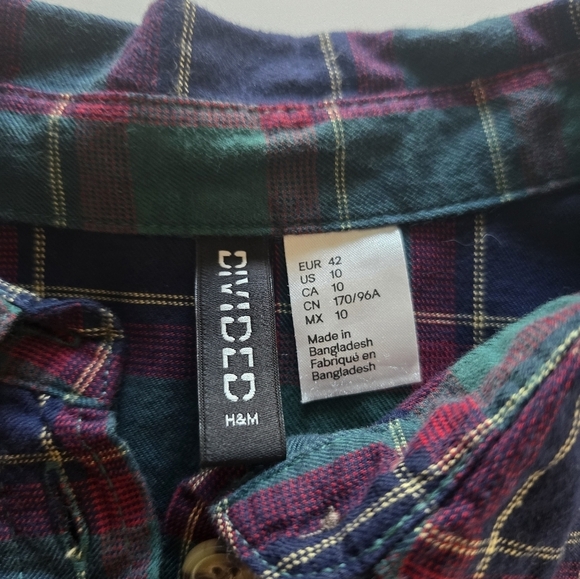 DIVIDED
H&M
EUR 42
US 10
CA 10
CN 170/96A
MX 10
Made in
Bangladesh
Fabriqué en
Bangladesh